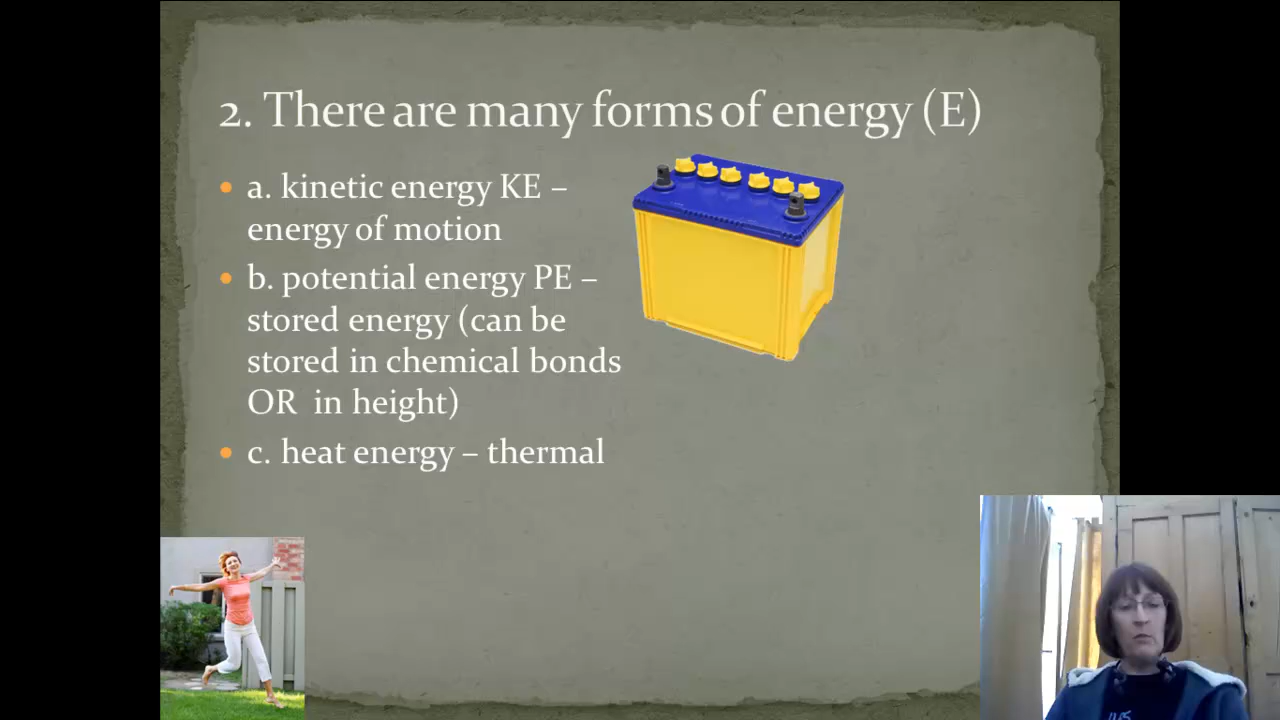 2. There are many forms of energy (E)
a. kinetic energy KE –
energy of motion
b. potential energy PE –
stored energy (can be
stored in chemical bonds
OR in height)
c. heat energy – thermal